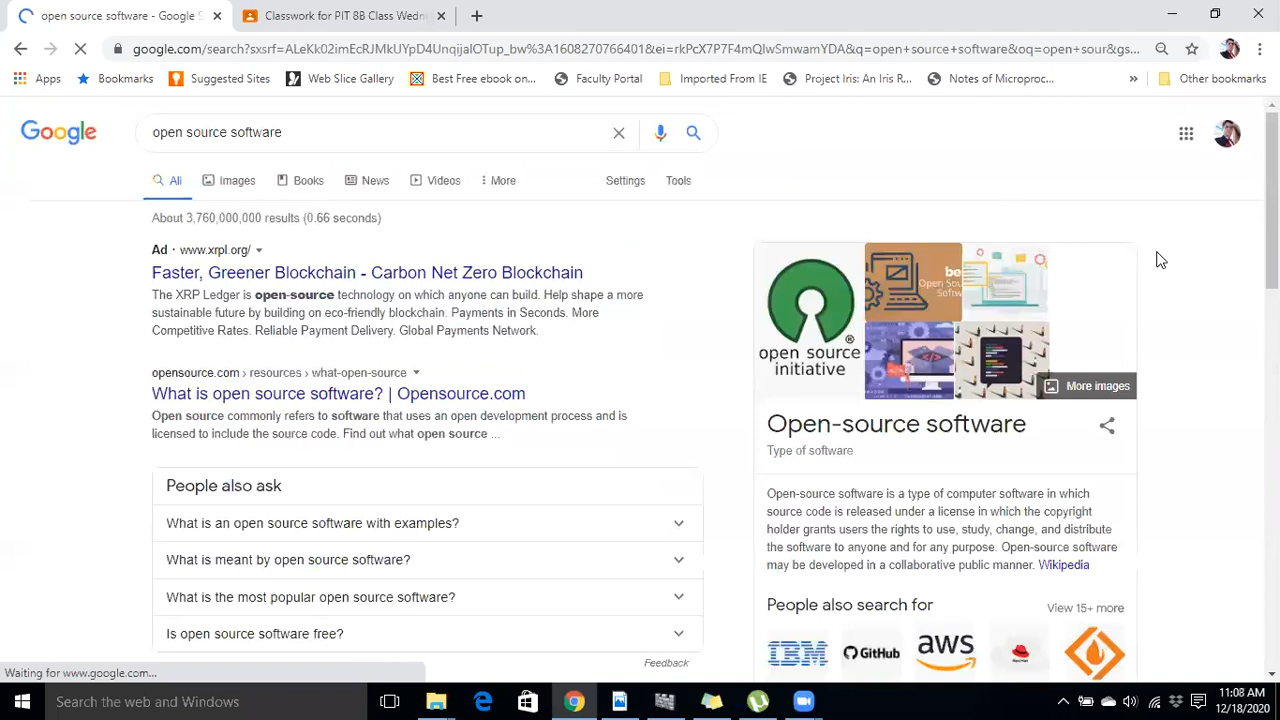 open source software - Google S
Classwork for PIT 8B Class Wedn
google.com/search?sxsrf=ALeKk02imEcRJMkUYpD4UnqijalOTup_bw%3A1608270766401&ei=rkPcX7P7F4mQlwSmwamYDA&q=open+source+software&oq=open+sour&gs...
Apps
Bookmarks
Suggested Sites
Web Slice Gallery
Best Free ebook on...
Faculty Portal
Imported From IE
Project Iris: An Iris R...
Notes of Microproc...
»
Other bookmarks
Google
open source software
All
Images
Books
News
Videos
More
Settings
Tools
About 3,760,000,000 results (0.66 seconds)
Ad · www.xrpl.org/
Faster, Greener Blockchain - Carbon Net Zero Blockchain
The XRP Ledger is open-source technology on which anyone can build. Help shape a more
sustainable future by building on eco-friendly blockchain. Payments in Seconds. More
Competitive Rates. Reliable Payment Delivery. Global Payments Network.
opensource.com › resources › what-open-source
What is open source software? | Opensource.com
Open source commonly refers to software that uses an open development process and is
licensed to include the source code. Find out what open source ...
People also ask
What is an open source software with examples?
What is meant by open source software?
What is the most popular open source software?
Is open source software free?
Feedback
open source
initiative
®
be
Open Sour
Softw
More images
Open-source software
Type of software
Open-source software is a type of computer software in which
source code is released under a license in which the copyright
holder grants users the rights to use, study, change, and distribute
the software to anyone and for any purpose. Open-source software
may be developed in a collaborative public manner. Wikipedia
People also search for
View 15+ more
IBM
GitHub
aws
Waiting for www.google.com...
Search the web and Windows
11:08 AM
12/18/2020